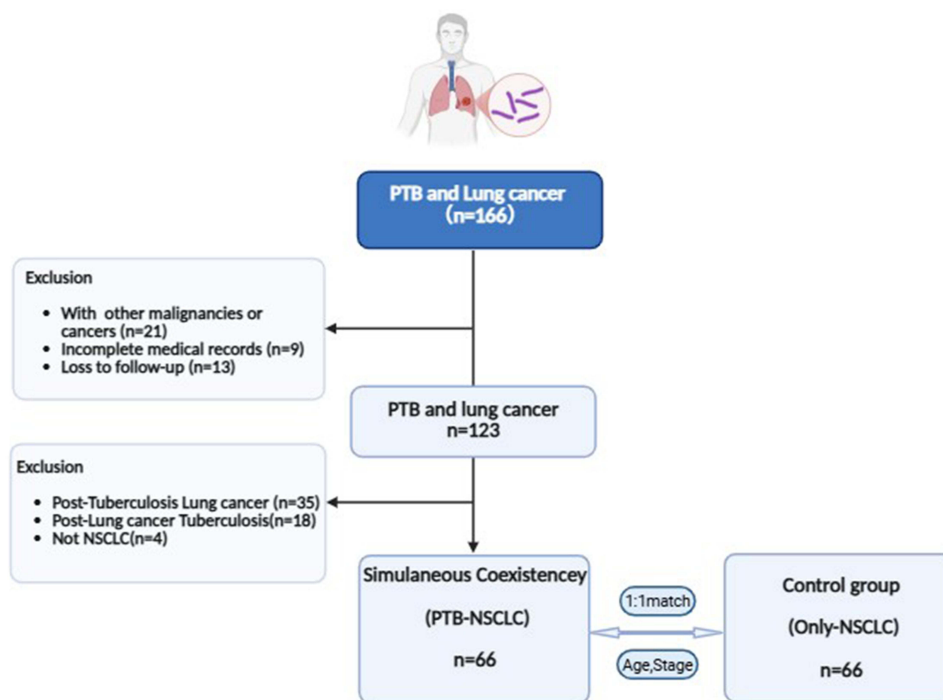 PTB and Lung cancer
(n=166)
Exclusion
• With other malignancies or
cancers (n=21)
• Incomplete medical records (n=9)
• Loss to follow-up (n=13)
PTB and lung cancer
n=123
Exclusion
• Post-Tuberculosis Lung cancer (n=35)
• Post-Lung cancer Tuberculosis(n=18)
• Not NSCLC(n=4)
Simulaneous Coexistencey
(PTB-NSCLC)
n=66
1:1match
Age,Stage
Control group
(Only-NSCLC)
n=66